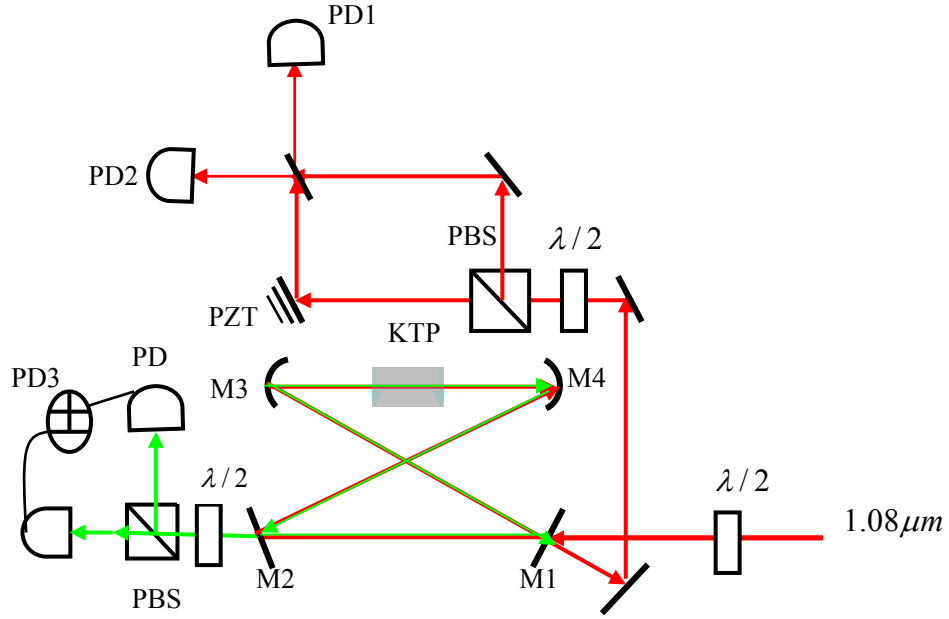 PD1
PD2
PBS
λ/2
PZT
KTP
PD
PD3
M3
M4
λ/2
λ/2
1.08μm
M2
M1
PBS